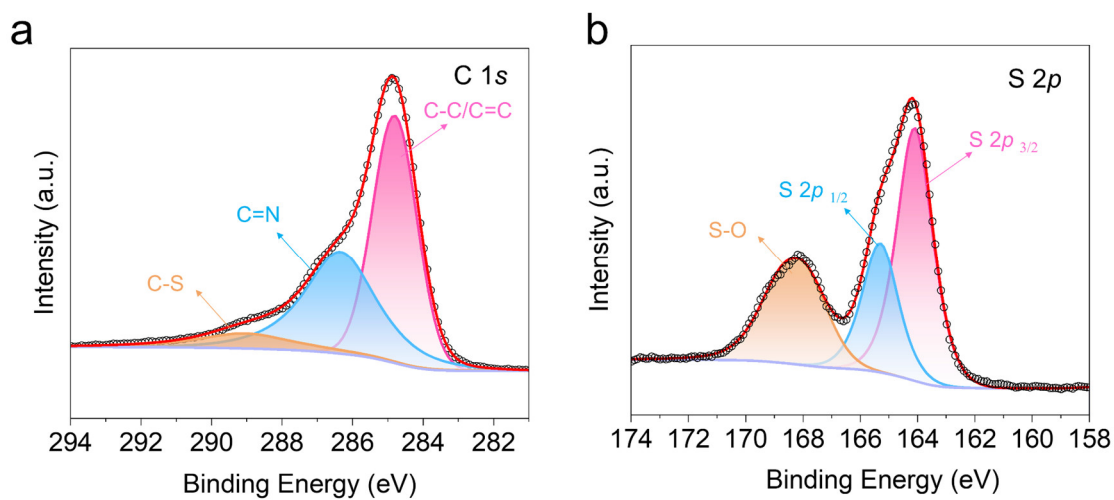 a
C 1s
C-C/C=C
C=N
C-S
Intensity (a.u.)
294 292 290 288 286 284 282
Binding Energy (eV)
b
S 2p
S 2p 3/2
S 2p 1/2
S-O
Intensity (a.u.)
174 172 170 168 166 164 162 160 158
Binding Energy (eV)